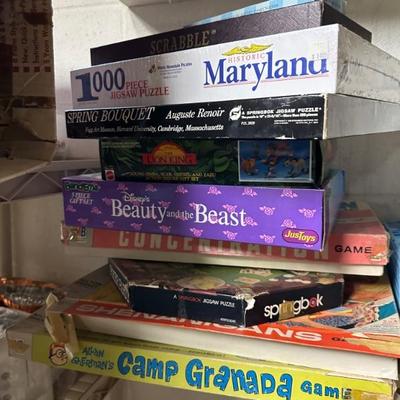 SCRABBLE
1000 PIECE
JIGSAW PUZZLE
HISTORIC
Maryland
SPRING BOUQUET Auguste Renoir
Fogg Art Museum, Harvard University, Cambridge, Massachusetts
A SPRINGBOK JIGSAW PUZZLE
THE
LION KING
DISNEY'S
Beauty and the Beast
JusToys
CONCENTRATION GAME
A SPRINGBOK JIGSAW PUZZLE
springbok
SHENANIGANS
ALLAN
SHERMAN'S
Camp Granada Game